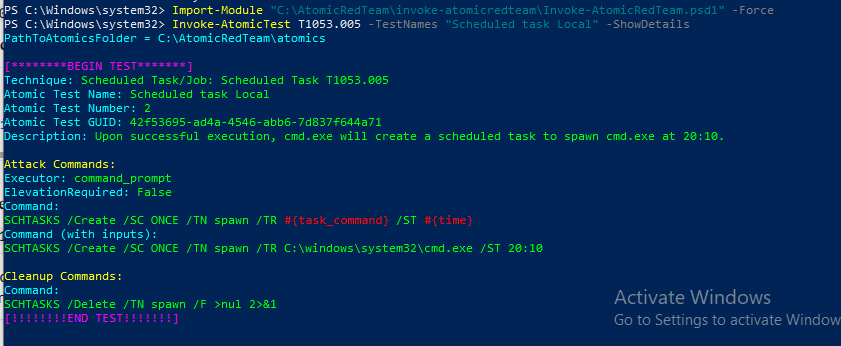 PS C:\Windows\system32> Import-Module "C:\AtomicRedTeam\invoke-atomicredteam\Invoke-AtomicRedTeam.psd1" -Force
PS C:\Windows\system32> Invoke-AtomicTest T1053.005 -TestNames "Scheduled task Local" -ShowDetails
PathToAtomicsFolder = C:\AtomicRedTeam\atomics
[********BEGIN TEST*******]
Technique: Scheduled Task/Job: Scheduled Task T1053.005
Atomic Test Name: Scheduled task Local
Atomic Test Number: 2
Atomic Test GUID: 42f53695-ad4a-4546-abb6-7d837f644a71
Description: Upon successful execution, cmd.exe will create a scheduled task to spawn cmd.exe at 20:10.
Attack Commands:
Executor: command_prompt
ElevationRequired: False
Command:
SCHTASKS /Create /SC ONCE /TN spawn /TR #{task_command} /ST #{time}
Command (with inputs):
SCHTASKS /Create /SC ONCE /TN spawn /TR C:\windows\system32\cmd.exe /ST 20:10
Cleanup Commands:
Command:
SCHTASKS /Delete /TN spawn /F >nul 2>&1
[!!!!!!!!END TEST!!!!!!!]
Activate Windows
Go to Settings to activate Window